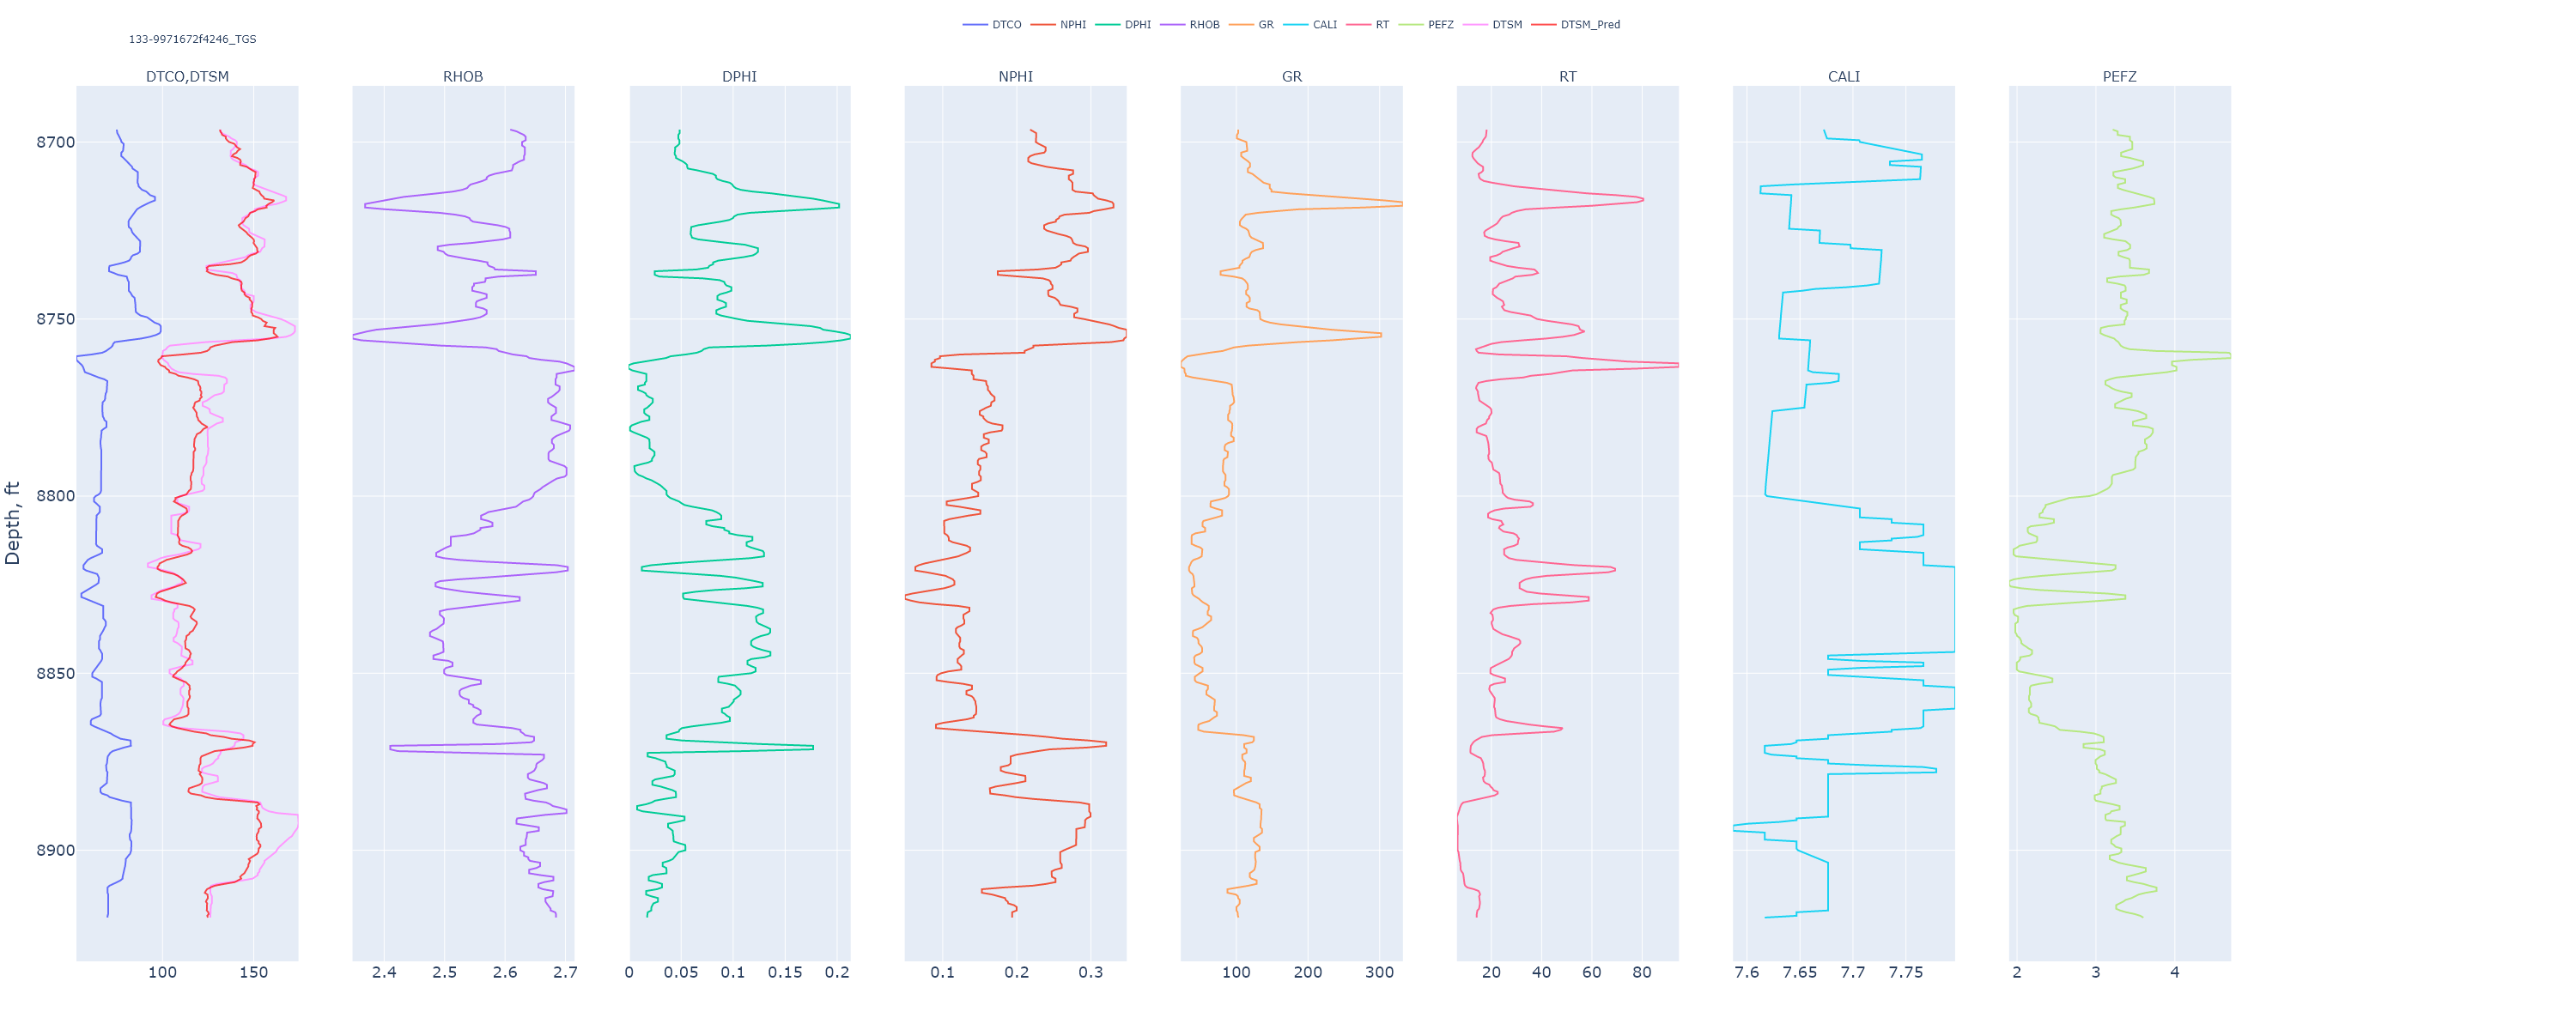 DTCO NPHI DPHI RHOB GR CALI RT PEFZ DTSM DTSM_Pred
133-9971672f4246_TGS
DTCO,DTSM RHOB DPHI NPHI GR RT CALI PEFZ
Depth, ft
8700
8750
8800
8850
8900
100 150 2.4 2.5 2.6 2.7 0 0.05 0.1 0.15 0.2 0.1 0.2 0.3 100 200 300 20 40 60 80 7.6 7.65 7.7 7.75 2 3 4